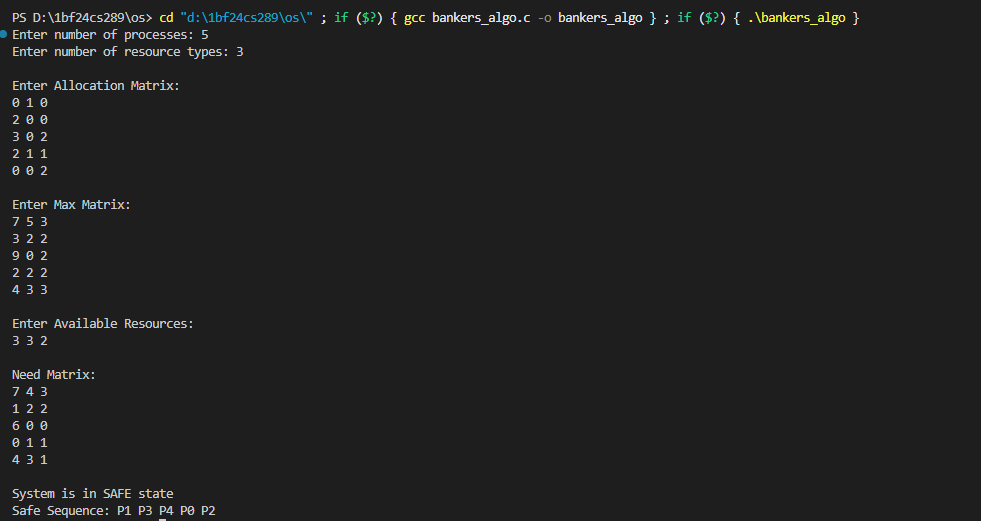 PS D:\1bf24cs289\os> cd "d:\1bf24cs289\os\" ; if ($?) { gcc bankers_algo.c -o bankers_algo } ; if ($?) { .\bankers_algo }
Enter number of processes: 5
Enter number of resource types: 3
Enter Allocation Matrix:
0 1 0
2 0 0
3 0 2
2 1 1
0 0 2
Enter Max Matrix:
7 5 3
3 2 2
9 0 2
2 2 2
4 3 3
Enter Available Resources:
3 3 2
Need Matrix:
7 4 3
1 2 2
6 0 0
0 1 1
4 3 1
System is in SAFE state
Safe Sequence: P1 P3 P4 P0 P2